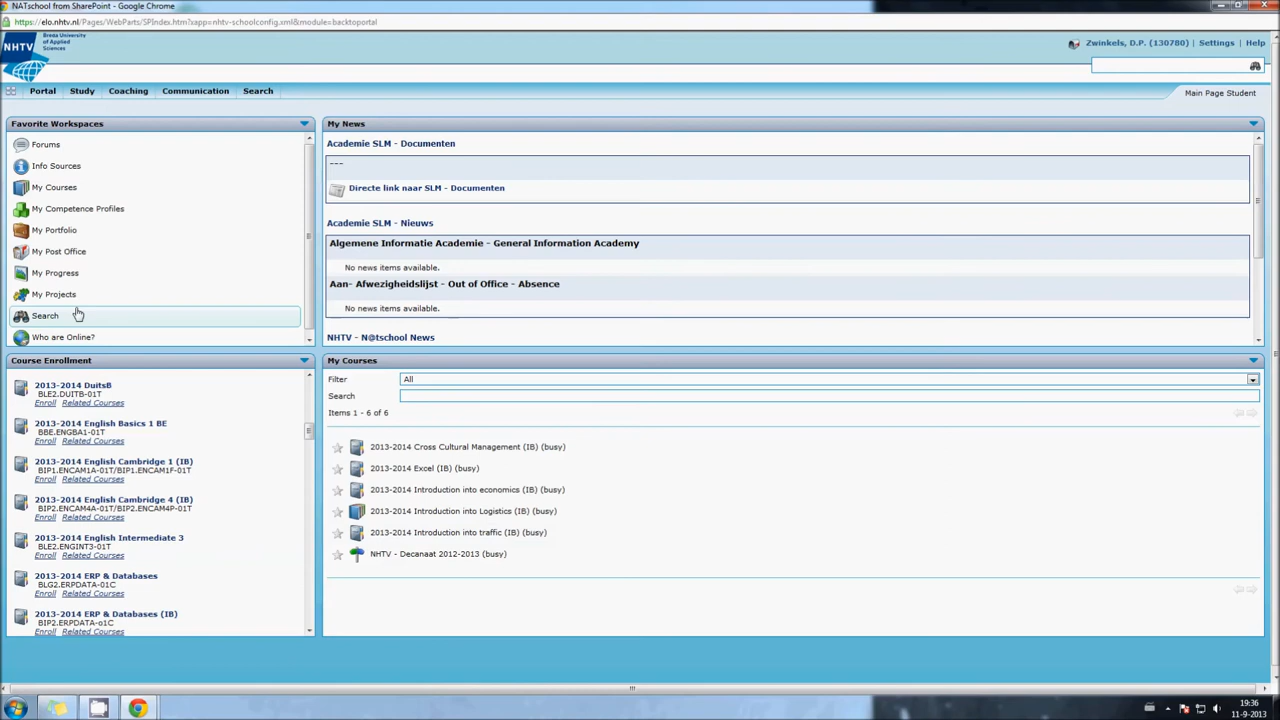 NATschool from SharePoint - Google Chrome
https://elo.nhtv.nl/Pages/WebParts/SPIndex.htm?xapp=nhtv-schoolconfig.xml&module=backtoportal
NHTV
Breda University
of Applied
Sciences
Zwinkels, D.P. (130780) | Settings | Help
Portal Study Coaching Communication Search
Main Page Student
Favorite Workspaces
Forums
Info Sources
My Courses
My Competence Profiles
My Portfolio
My Post Office
My Progress
My Projects
Search
Who are Online?
My News
Academie SLM - Documenten
---
Directe link naar SLM - Documenten
Academie SLM - Nieuws
Algemene Informatie Academie - General Information Academy
No news items available.
Aan- Afwezigheidslijst - Out of Office - Absence
No news items available.
NHTV - N@tschool News
Course Enrollment
2013-2014 DuitsB
BLE2.DUITB-01T
Enroll Related Courses
2013-2014 English Basics 1 BE
BBE.ENGBA1-01T
Enroll Related Courses
2013-2014 English Cambridge 1 (IB)
BIP1.ENCAM1A-01T/BIP1.ENCAM1F-01T
Enroll Related Courses
2013-2014 English Cambridge 4 (IB)
BIP2.ENCAM4A-01T/BIP2.ENCAM4P-01T
Enroll Related Courses
2013-2014 English Intermediate 3
BLE2.ENGINT3-01T
Enroll Related Courses
2013-2014 ERP & Databases
BLG2.ERPDATA-01C
Enroll Related Courses
2013-2014 ERP & Databases (IB)
BIP2.ERPDATA-o1C
Enroll Related Courses
My Courses
Filter All
Search
Items 1 - 6 of 6
2013-2014 Cross Cultural Management (IB) (busy)
2013-2014 Excel (IB) (busy)
2013-2014 Introduction into economics (IB) (busy)
2013-2014 Introduction into Logistics (IB) (busy)
2013-2014 Introduction into traffic (IB) (busy)
NHTV - Decanaat 2012-2013 (busy)
19:36
11-9-2013